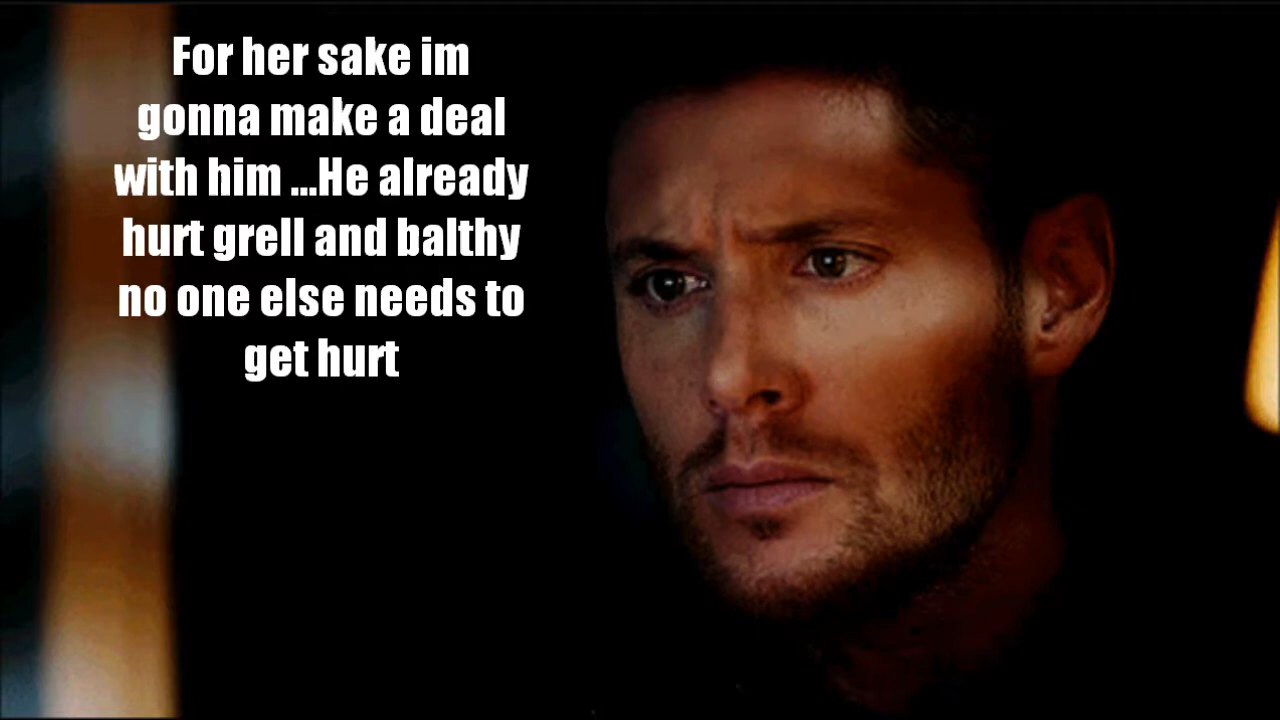 For her sake im
gonna make a deal
with him ...He already
hurt grell and balthy
no one else needs to
get hurt